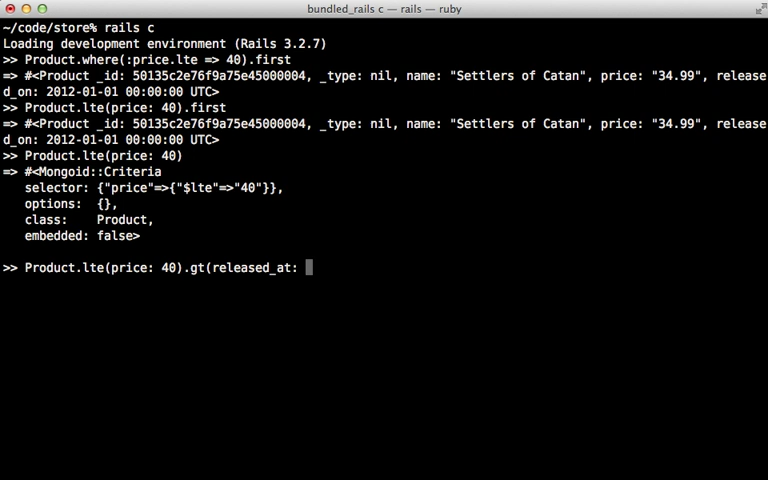 bundled_rails c — rails — ruby
~/code/store% rails c
Loading development environment (Rails 3.2.7)
>> Product.where(:price.lte => 40).first
=> #<Product _id: 50135c2e76f9a75e45000004, _type: nil, name: "Settlers of Catan", price: "34.99", release
d_on: 2012-01-01 00:00:00 UTC>
>> Product.lte(price: 40).first
=> #<Product _id: 50135c2e76f9a75e45000004, _type: nil, name: "Settlers of Catan", price: "34.99", release
d_on: 2012-01-01 00:00:00 UTC>
>> Product.lte(price: 40)
=> #<Mongoid::Criteria
selector: {"price"=>{"$lte"=>"40"}},
options:  {},
class:    Product,
embedded: false>
>> Product.lte(price: 40).gt(released_at: